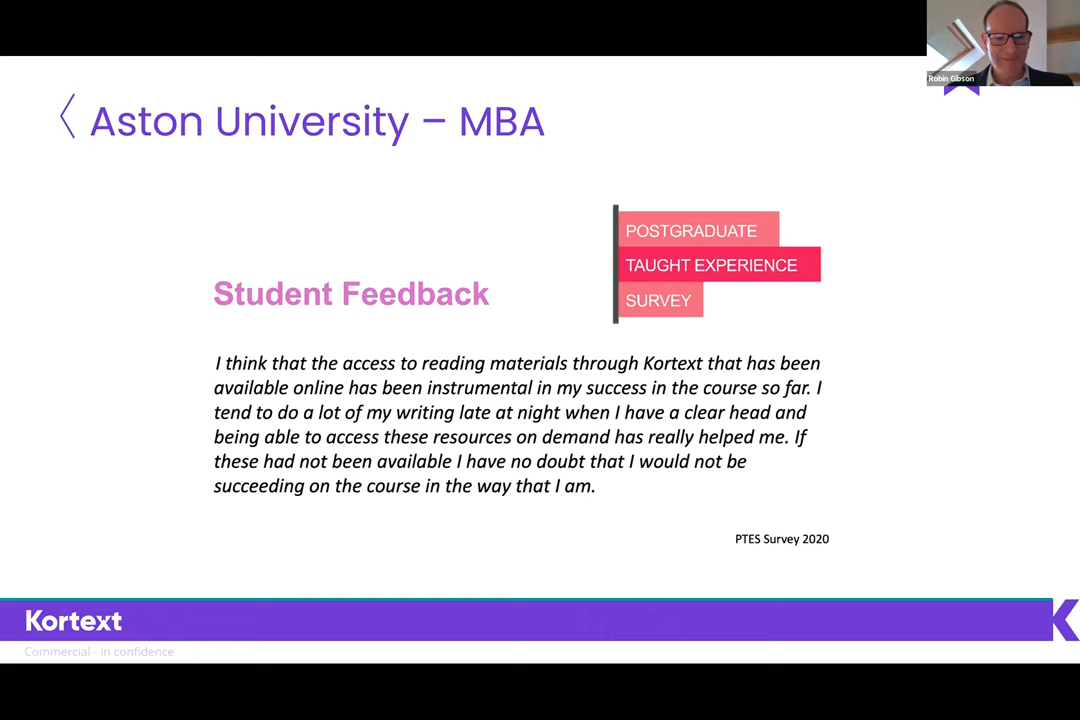 Robin Gibson
Aston University – MBA
POSTGRADUATE
TAUGHT EXPERIENCE
SURVEY
Student Feedback
I think that the access to reading materials through Kortext that has been
available online has been instrumental in my success in the course so far. I
tend to do a lot of my writing late at night when I have a clear head and
being able to access these resources on demand has really helped me. If
these had not been available I have no doubt that I would not be
succeeding on the course in the way that I am.
PTES Survey 2020
Kortext
K
Commercial - in confidence